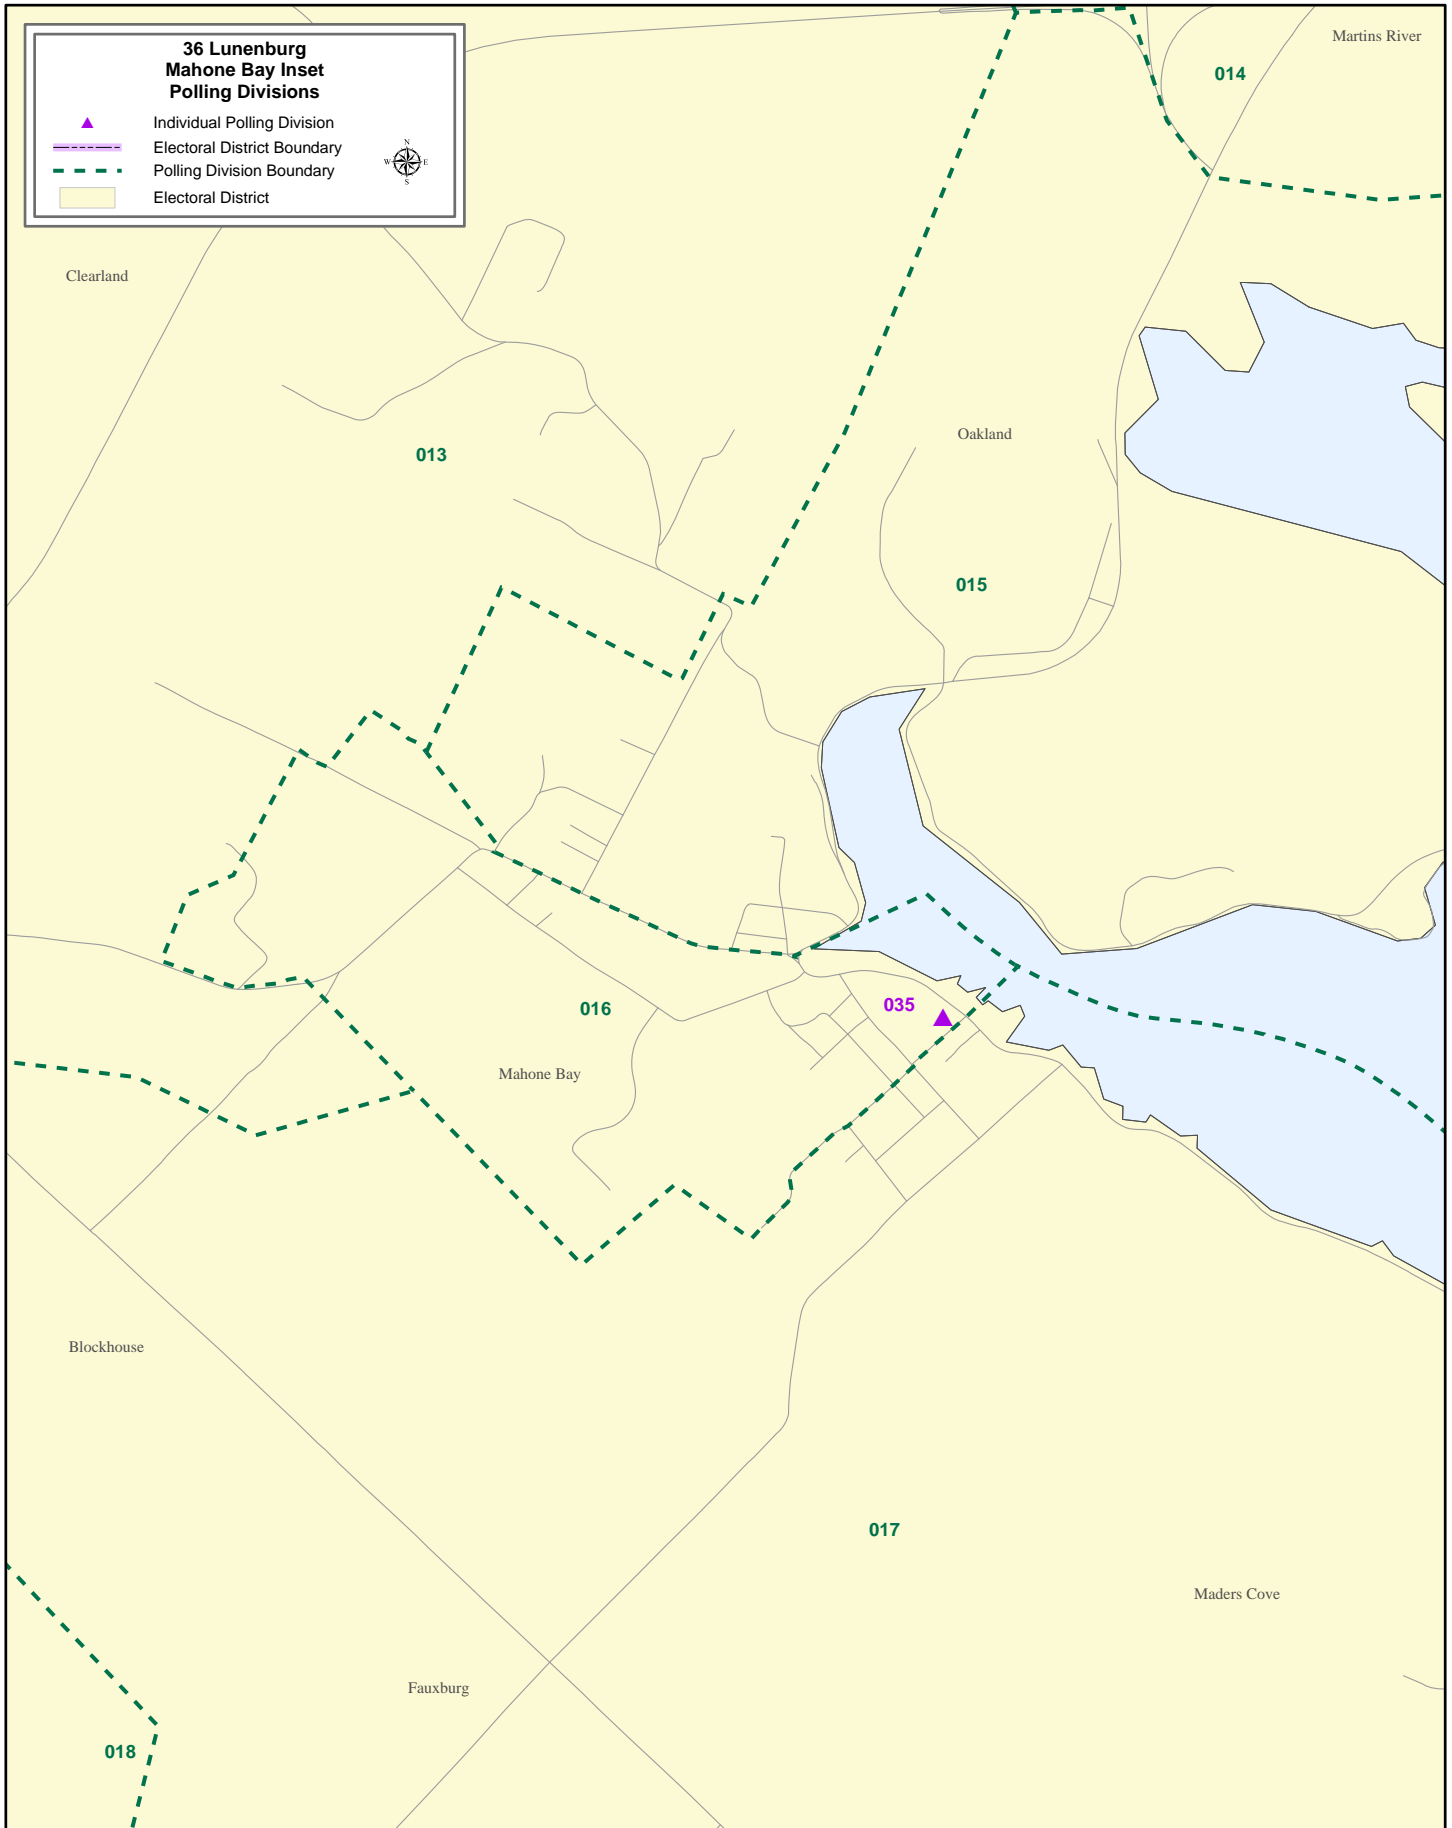 36 Lunenburg
Mahone Bay Inset
Polling Divisions
Individual Polling Division
Electoral District Boundary
Polling Division Boundary
Electoral District
N
W E
S
Martins River
014
Clearland
Oakland
013
015
035
016
Mahone Bay
Blockhouse
017
Maders Cove
Fauxburg
018